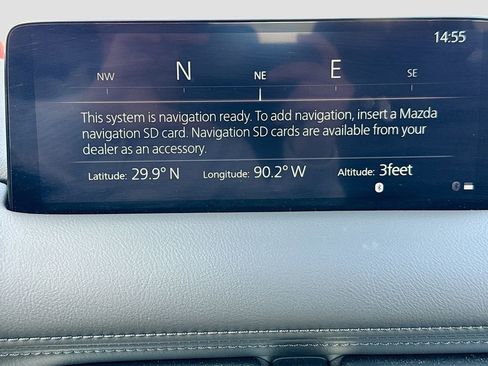 14:55
NW N NE E SE
This system is navigation ready. To add navigation, insert a Mazda
navigation SD card. Navigation SD cards are available from your
dealer as an accessory.
Latitude: 29.9° N Longitude: 90.2° W Altitude: 3feet